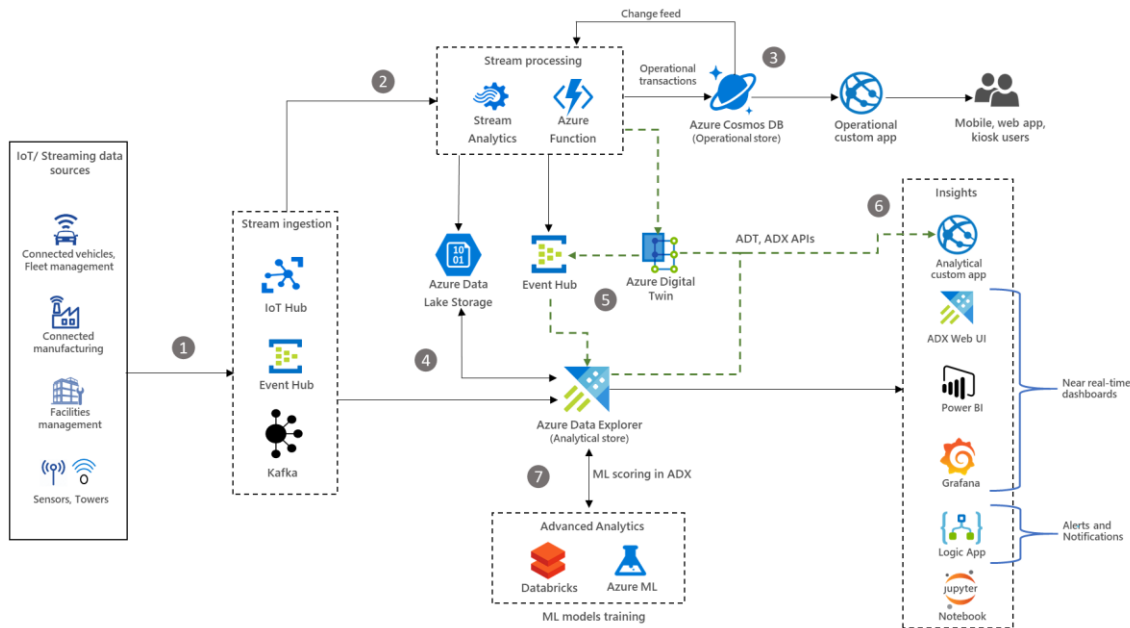 Change feed
Stream processing
2
3
Operational
transactions
Stream
Analytics
Azure
Function
Azure Cosmos DB
(Operational store)
Operational
custom app
Mobile, web app,
kiosk users
IoT/ Streaming data
sources
Connected vehicles,
Fleet management
Connected
manufacturing
Facilities
management
Sensors, Towers
1
Stream ingestion
IoT Hub
Event Hub
Kafka
10
01
Azure Data
Lake Storage
Event Hub
5
Azure Digital
Twin
ADT, ADX APIs
4
Azure Data Explorer
(Analytical store)
7
ML scoring in ADX
Advanced Analytics
Databricks
Azure ML
ML models training
6
Insights
Analytical
custom app
ADX Web UI
Power BI
Grafana
Near real-time
dashboards
Logic App
Alerts and
Notifications
jupyter
Notebook